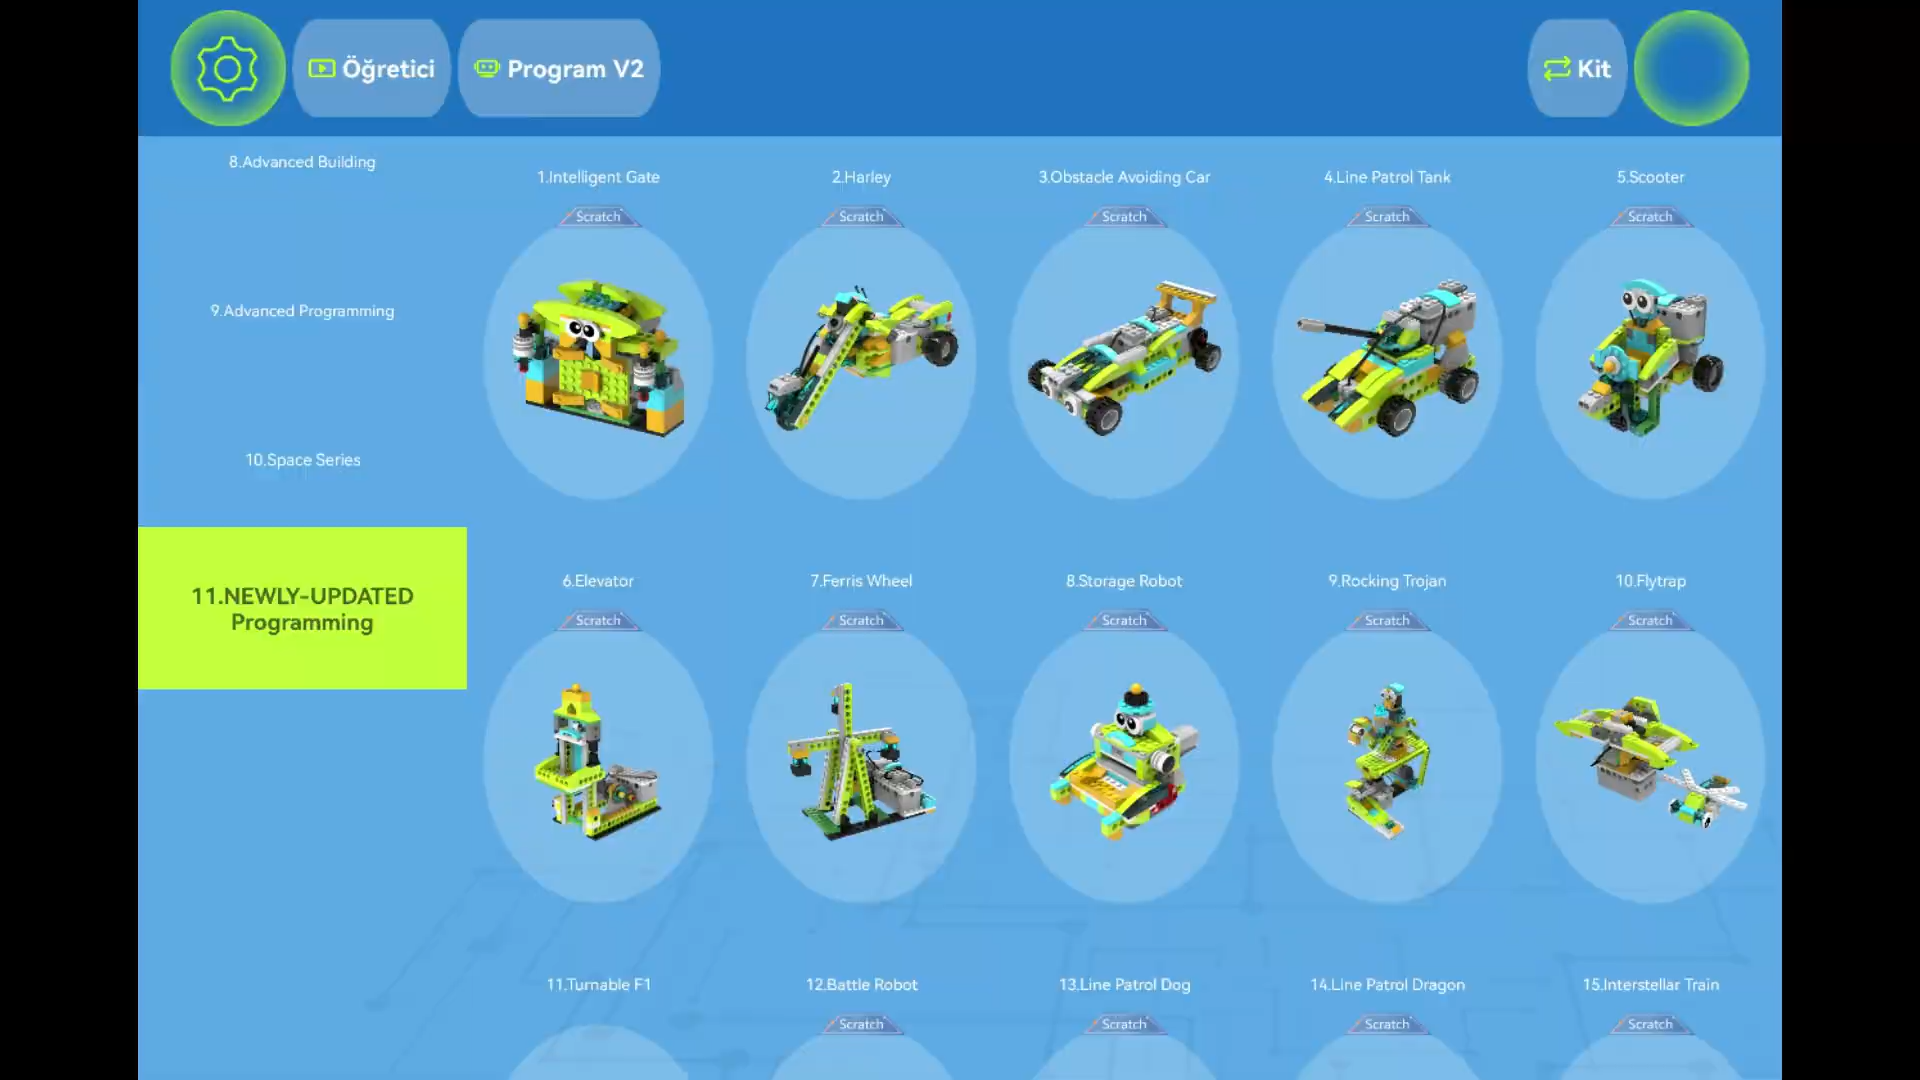 Öğretici
Program V2
Kit
8.Advanced Building
9.Advanced Programming
10.Space Series
11.NEWLY-UPDATED
Programming
1.Intelligent Gate
2.Harley
3.Obstacle Avoiding Car
4.Line Patrol Tank
5.Scooter
Scratch
Scratch
Scratch
Scratch
Scratch
6.Elevator
7.Ferris Wheel
8.Storage Robot
9.Rocking Trojan
10.Flytrap
Scratch
Scratch
Scratch
Scratch
Scratch
11.Turnable F1
12.Battle Robot
13.Line Patrol Dog
14.Line Patrol Dragon
15.Interstellar Train
Scratch
Scratch
Scratch
Scratch